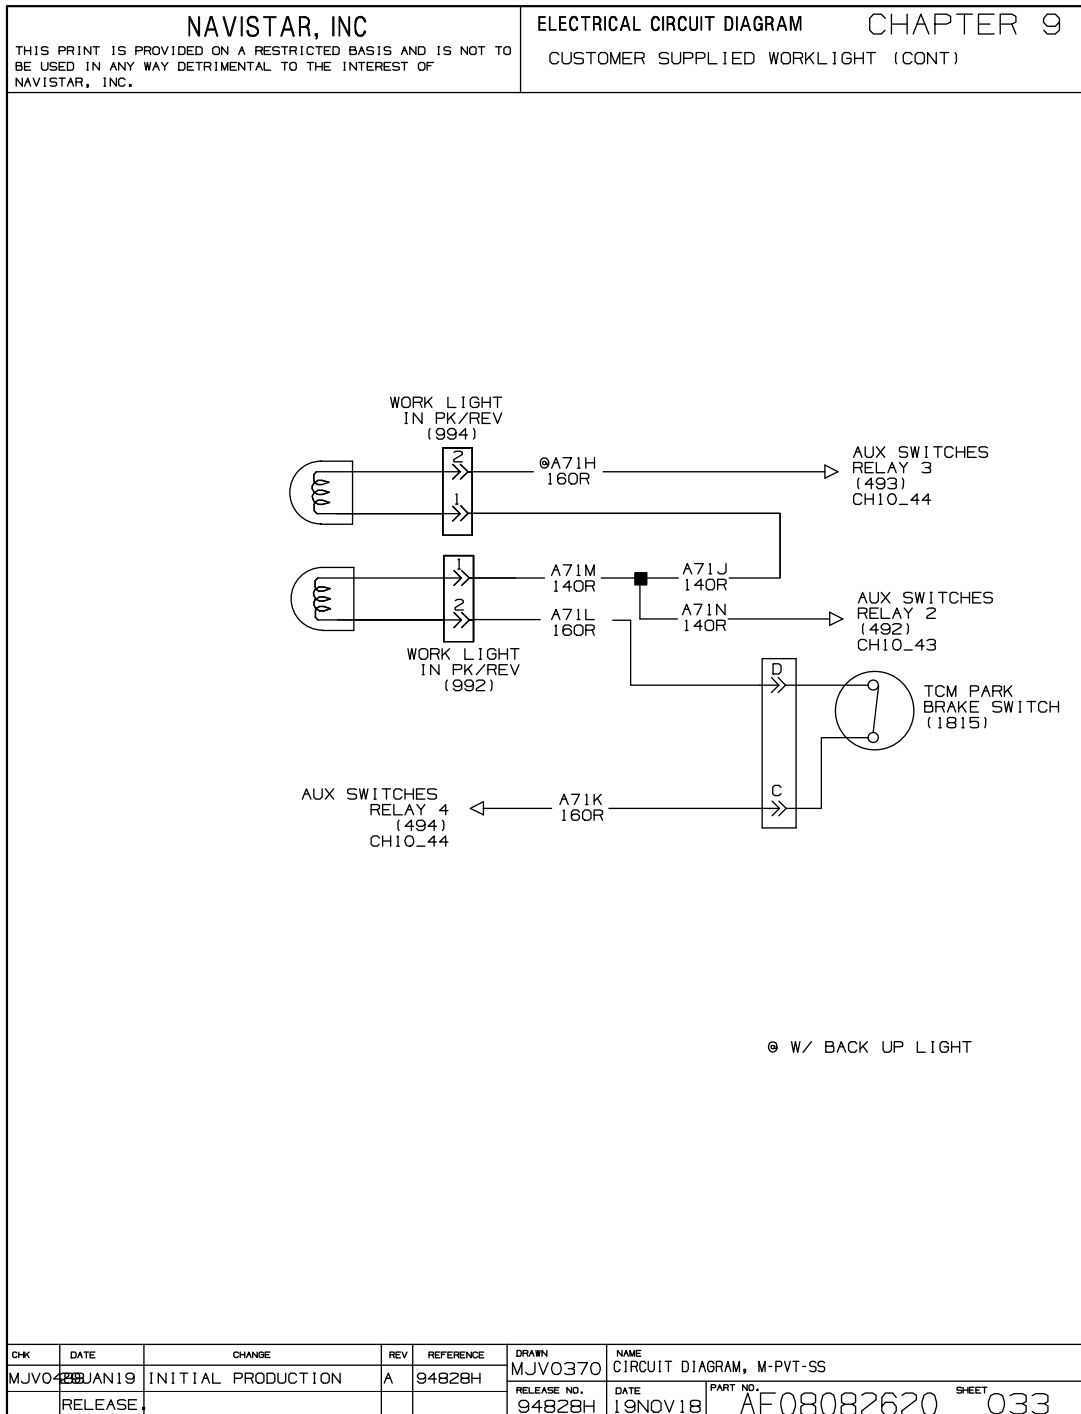 NAVISTAR, INC
THIS PRINT IS PROVIDED ON A RESTRICTED BASIS AND IS NOT TO
BE USED IN ANY WAY DETRIMENTAL TO THE INTEREST OF
NAVISTAR, INC.
ELECTRICAL CIRCUIT DIAGRAM
CHAPTER 9
CUSTOMER SUPPLIED WORKLIGHT (CONT)
WORK LIGHT
IN PK/REV
(994)
2
1
@A71H
160R
AUX SWITCHES
RELAY 3
(493)
CH10_44
1
2
A71M
140R
A71J
140R
A71L
160R
A71N
140R
AUX SWITCHES
RELAY 2
(492)
CH10_43
WORK LIGHT
IN PK/REV
(992)
D
TCM PARK
BRAKE SWITCH
(1815)
C
AUX SWITCHES
RELAY 4
(494)
CH10_44
A71K
160R
@ W/ BACK UP LIGHT
CHK
DATE
CHANGE
REV
REFERENCE
DRAWN
MJV0370
NAME
CIRCUIT DIAGRAM, M-PVT-SS
JAN19
INITIAL PRODUCTION
A
94828H
RELEASE.
RELEASE NO.
94828H
DATE
19NOV18
PART NO.
AF08087670
SHEET
033